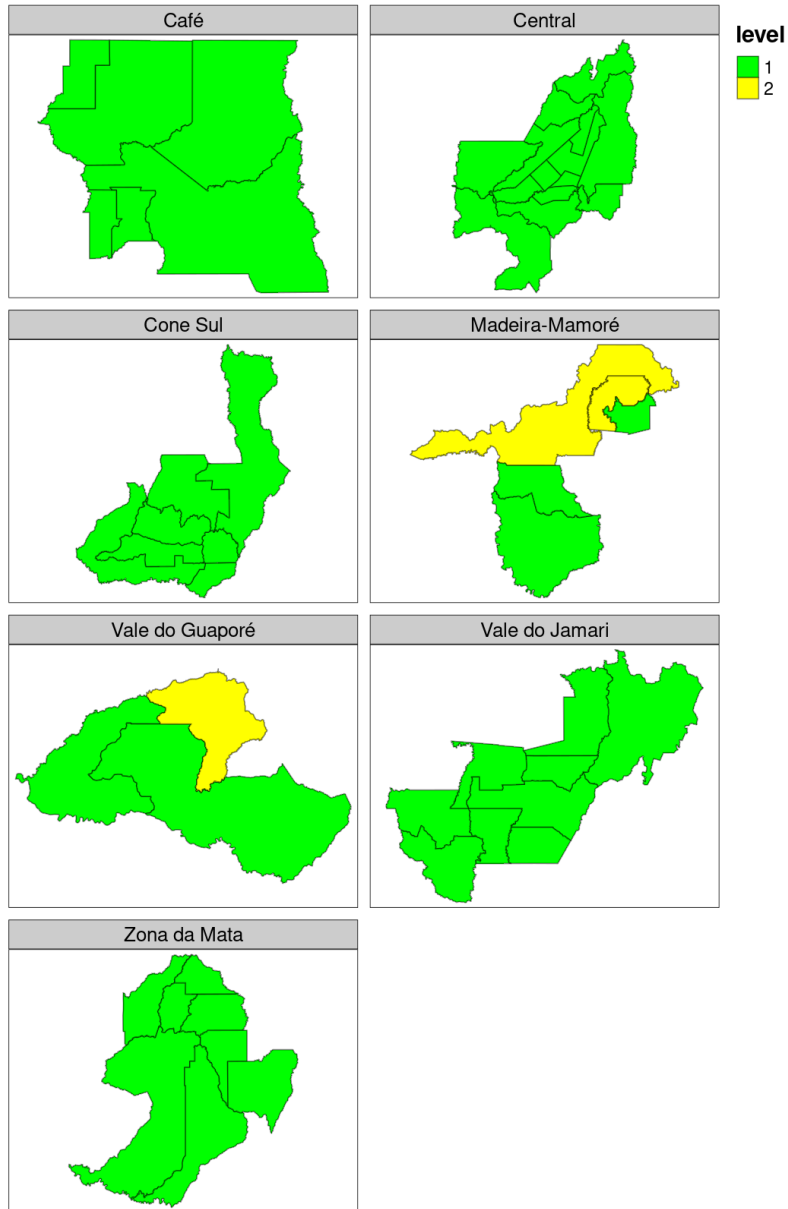 Café
Central
level
1
2
Cone Sul
Madeira-Mamoré
Vale do Guaporé
Vale do Jamari
Zona da Mata